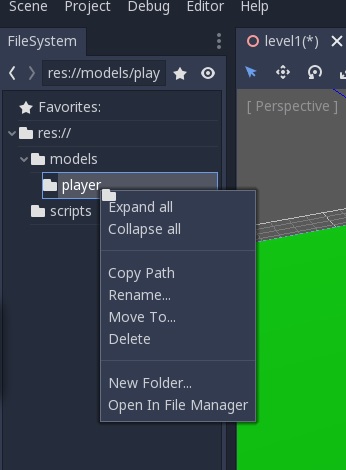 Scene Project Debug Editor Help
FileSystem
level1(*)
res://models/play
Favorites:
[ Perspective ]
res://
models
player
scripts
Expand all
Collapse all
Copy Path
Rename...
Move To...
Delete
New Folder...
Open In File Manager